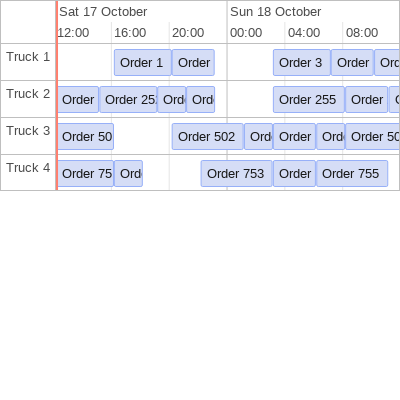 Sat 17 October Sun 18 October
12:00 16:00 20:00 00:00 04:00 08:00
Truck 1 Order 1 Order Order 3 Order Ord
Truck 2 Order Order 25 Ord Ord Order 255 Order
Truck 3 Order 50 Order 502 Ord Order Ord Order 50
Truck 4 Order 75 Ord Order 753 Order Order 755